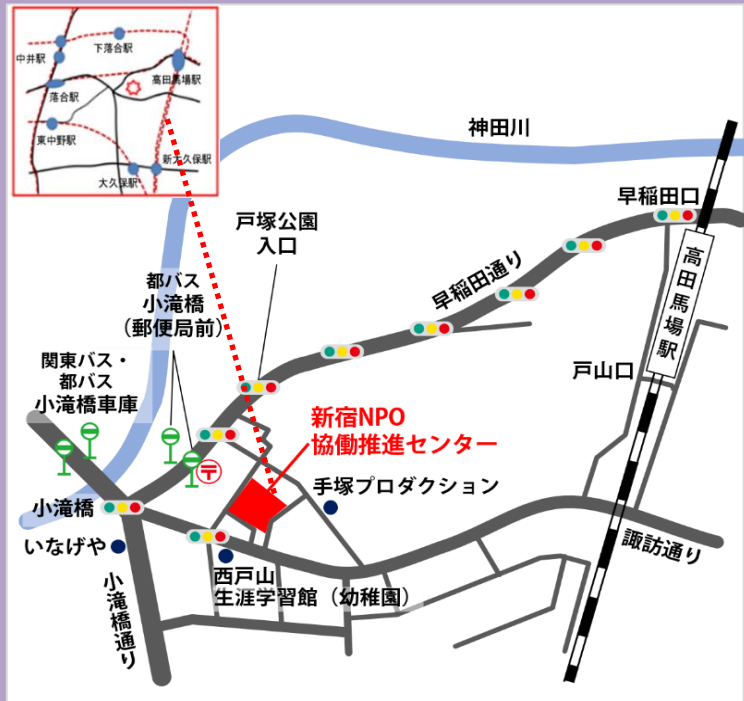 下落合駅
中井駅
高田馬場駅
落合駅
東中野駅
新大久保駅
大久保駅
神田川
早稲田口
戸塚公園
入口
早稲田通り
高田馬場駅
都バス
小滝橋
（郵便局前）
戸山口
関東バス・
都バス
小滝橋車庫
新宿NPO
協働推進センター
〒
手塚プロダクション
小滝橋
いなげや
諏訪通り
西戸山
生涯学習館（幼稚園）
小滝橋通り